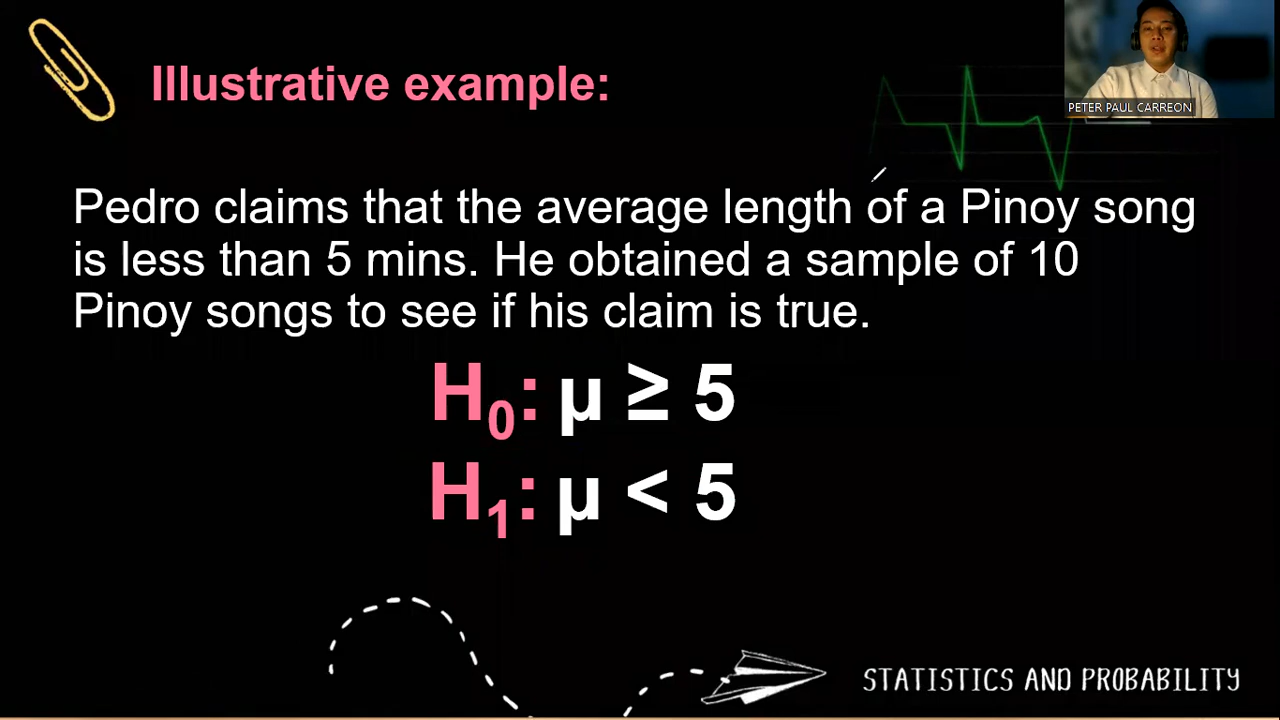 Illustrative example:
PETER PAUL CARREON
Pedro claims that the average length of a Pinoy song
is less than 5 mins. He obtained a sample of 10
Pinoy songs to see if his claim is true.
H₀: µ ≥ 5
H₁: µ < 5
STATISTICS AND PROBABILITY